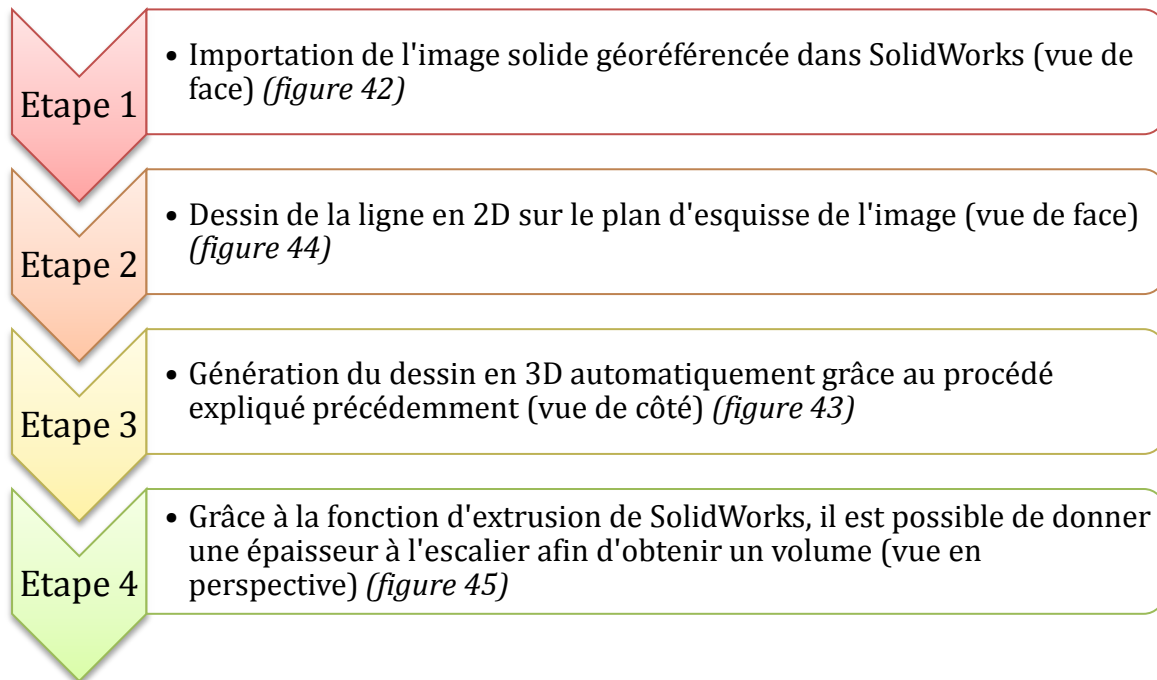 Etape 1
• Importation de l'image solide géoréférencée dans SolidWorks (vue de
face) (figure 42)
Etape 2
• Dessin de la ligne en 2D sur le plan d'esquisse de l'image (vue de face)
(figure 44)
Etape 3
• Génération du dessin en 3D automatiquement grâce au procédé
expliqué précédemment (vue de côté) (figure 43)
Etape 4
• Grâce à la fonction d'extrusion de SolidWorks, il est possible de donner
une épaisseur à l'escalier afin d'obtenir un volume (vue en
perspective) (figure 45)